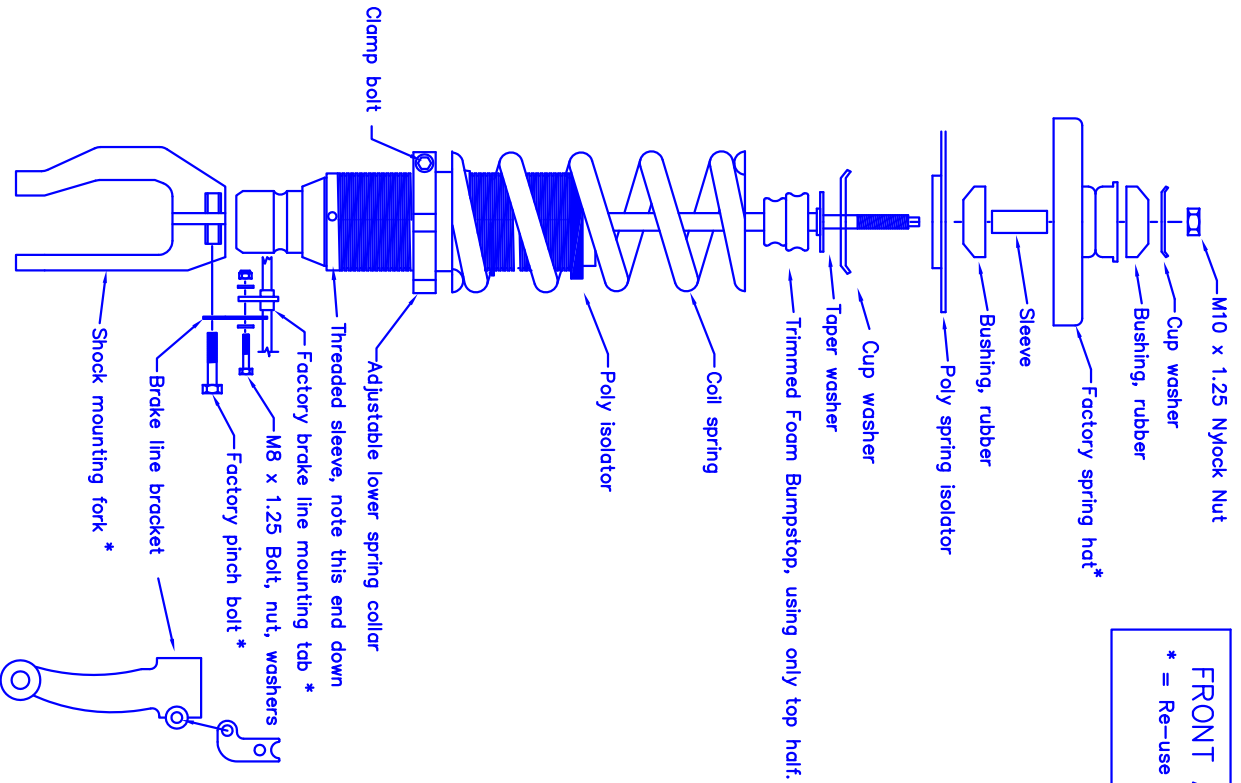 M10 x 1.25 Nylock Nut
Cup washer
Bushing, rubber
Factory spring hat*
Sleeve
Bushing, rubber
Poly spring isolator
Cup washer
Taper washer
Trimmed Foam Bumpstop, using only top half.
Coil spring
Poly isolator
Clamp bolt
Adjustable lower spring collar
Threaded sleeve, note this end down
Factory brake line mounting tab *
M8 x 1.25 Bolt, nut, washers
Factory pinch bolt *
Brake line bracket
Shock mounting fork *
FRONT
* = Re-use